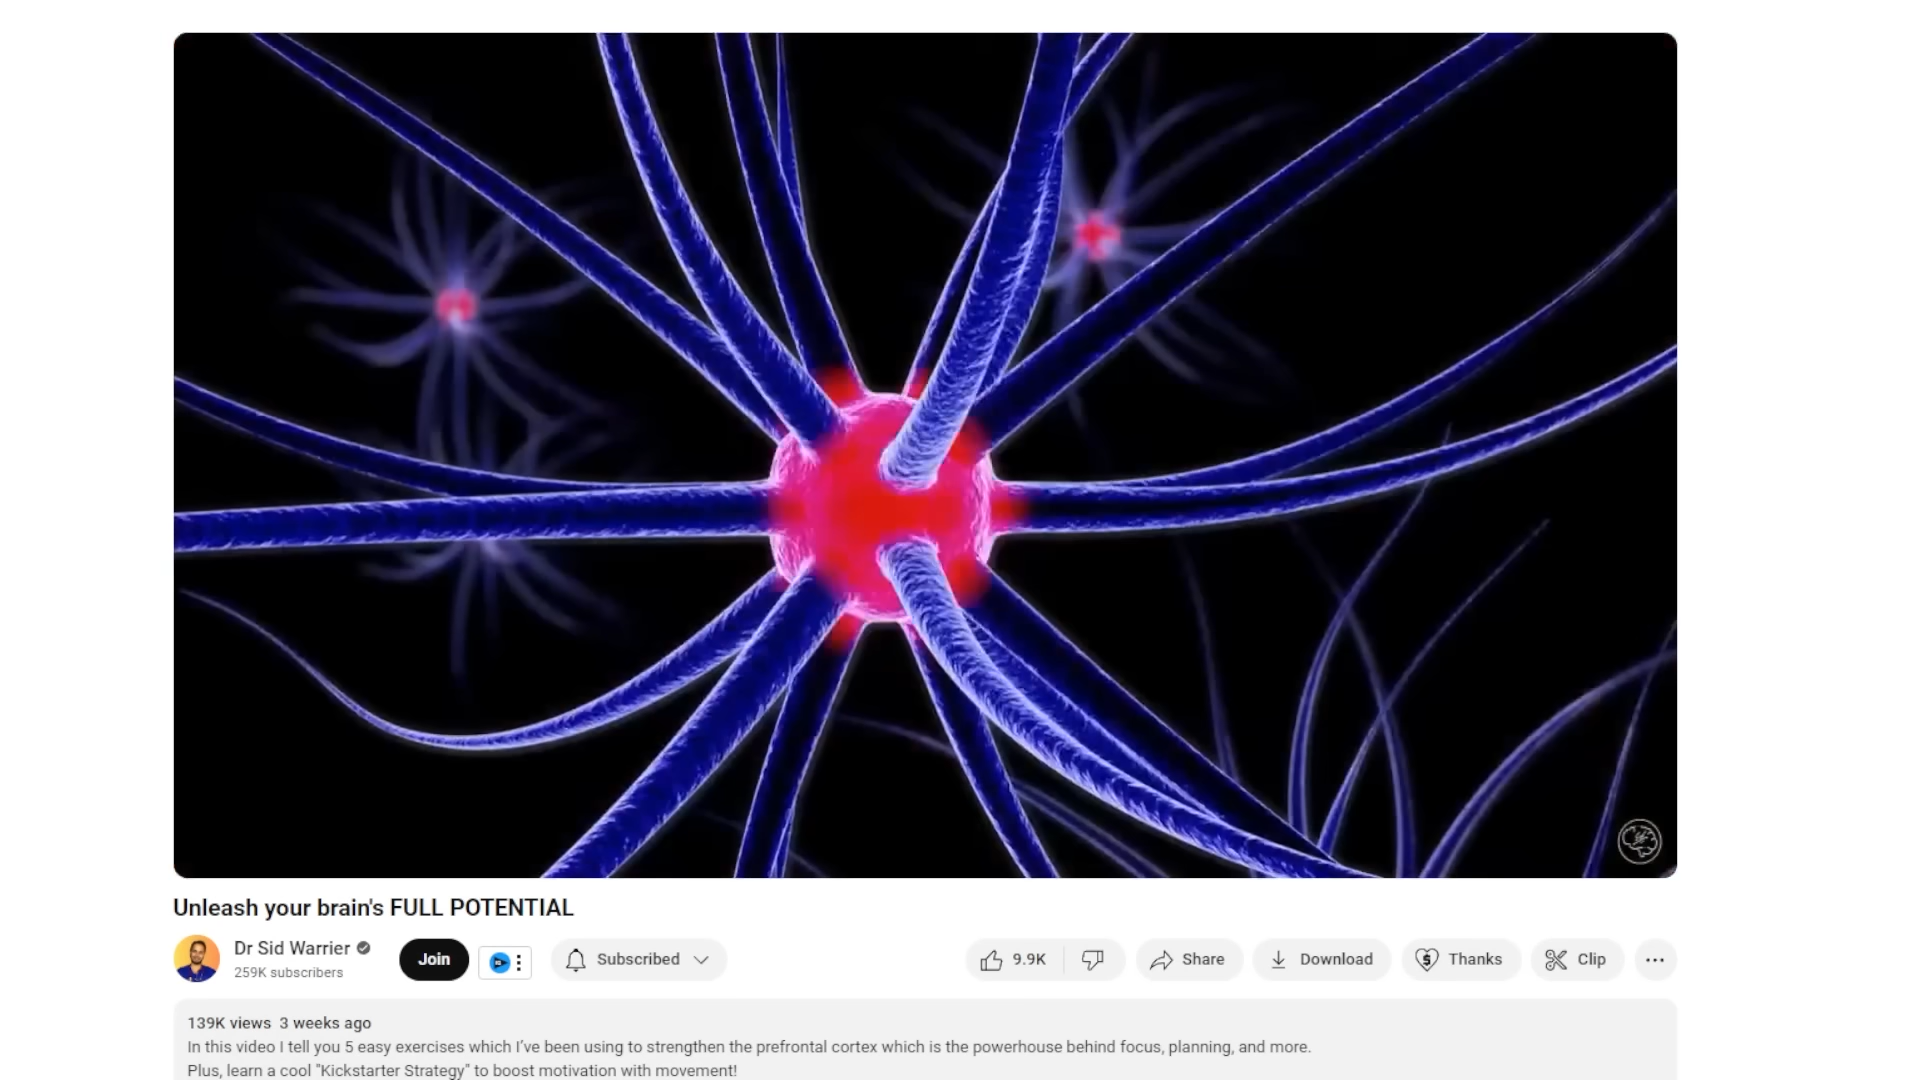 Unleash your brain's FULL POTENTIAL
Dr Sid Warrier
259K subscribers
Join
Subscribed
9.9K
Share
Download
Thanks
Clip
139K views 3 weeks ago
In this video I tell you 5 easy exercises which I’ve been using to strengthen the prefrontal cortex which is the powerhouse behind focus, planning, and more.
Plus, learn a cool "Kickstarter Strategy" to boost motivation with movement!